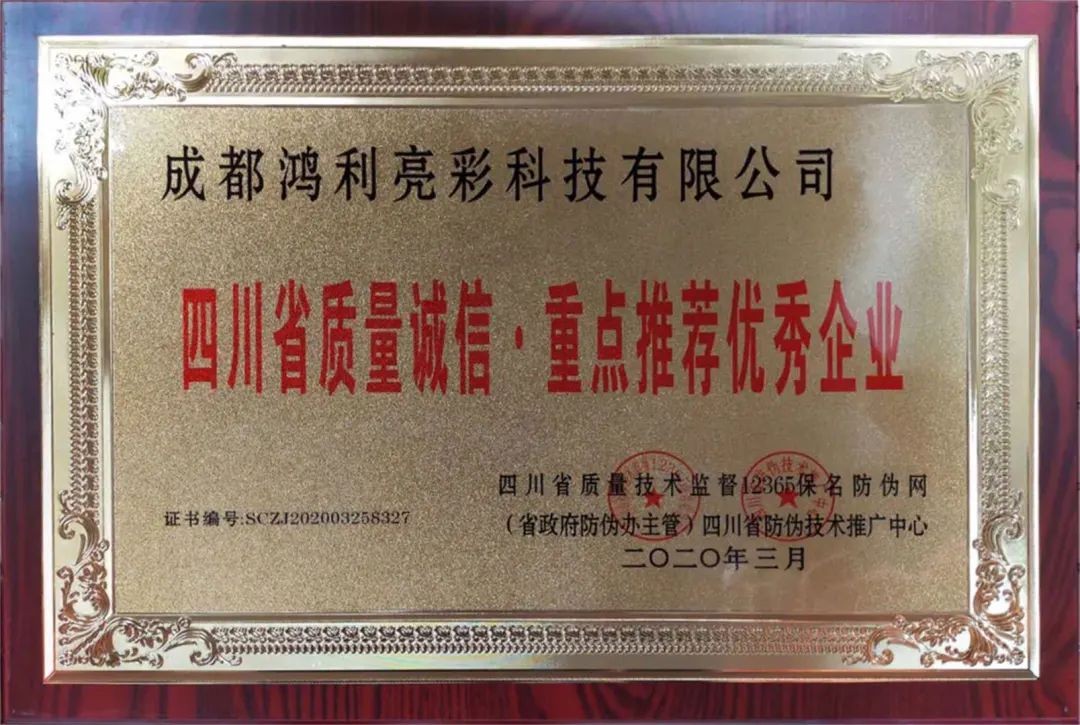 成都鸿利亮彩科技有限公司
四川省质量诚信·重点推荐优秀企业
证书编号:SCZJ202003258327
四川省质量技术监督12365保名防伪网
（省政府防伪办主管）四川省防伪技术推广中心
二〇二〇年三月